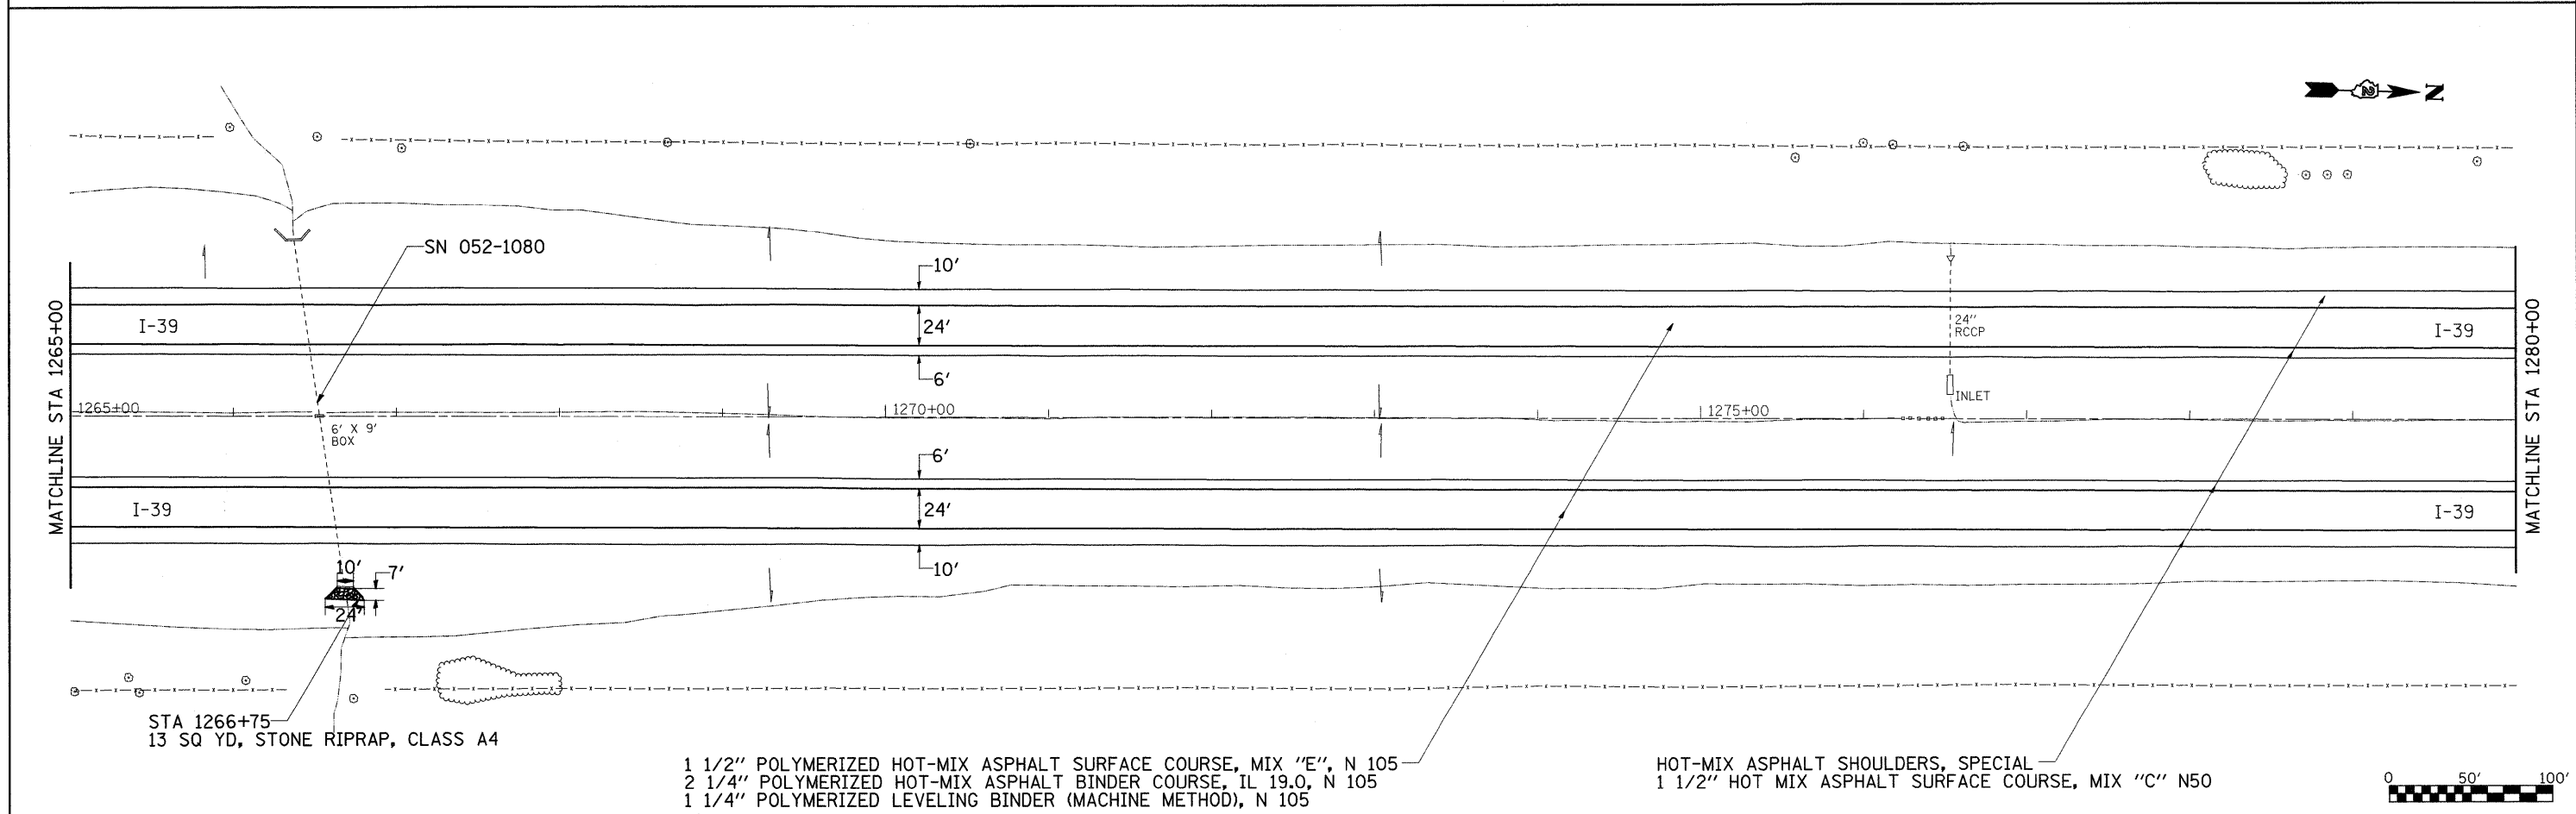 N
SN 052-1080
10'
MATCHLINE STA 1265+00
I-39
24'
24"
RCCP
I-39
MATCHLINE STA 1280+00
6'
INLET
1265+00
1270+00
1275+00
6' X 9'
BOX
6'
I-39
24'
I-39
10'
10'
7'
24'
STA 1266+75
13 SQ YD, STONE RIPRAP, CLASS A4
1 1/2" POLYMERIZED HOT-MIX ASPHALT SURFACE COURSE, MIX "E", N 105
2 1/4" POLYMERIZED HOT-MIX ASPHALT BINDER COURSE, IL 19.0, N 105
1 1/4" POLYMERIZED LEVELING BINDER (MACHINE METHOD), N 105
HOT-MIX ASPHALT SHOULDERS, SPECIAL
1 1/2" HOT MIX ASPHALT SURFACE COURSE, MIX "C" N50
0 50' 100'